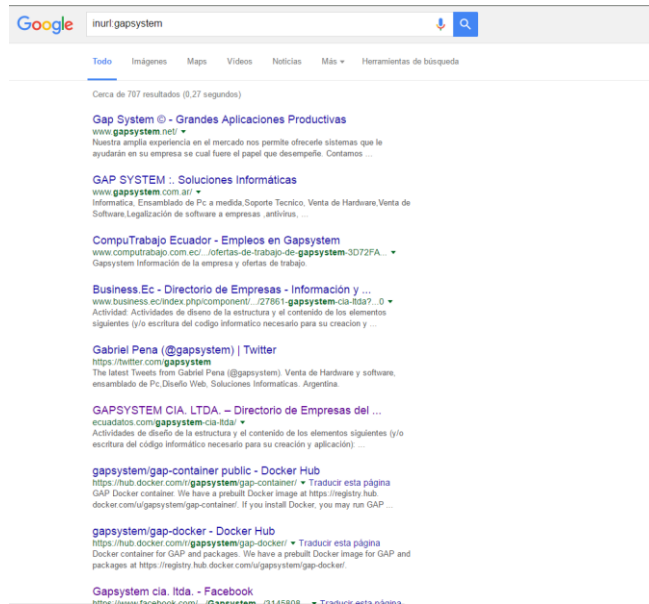 Google inurl:gapsystem
Todo Imágenes Maps Vídeos Noticias Más Herramientas de búsqueda
Cerca de 707 resultados (0,27 segundos)
Gap System © - Grandes Aplicaciones Productivas
www.gapsystem.net/
Nuestra amplia experiencia en el mercado nos permite ofrecerle sistemas que le
ayudarán en su empresa se cual fuere el papel que desempeñe. Contamos ...
GAP SYSTEM :. Soluciones Informáticas
www.gapsystem.com.ar/
Informatica, Ensamblado de Pc a medida,Soporte Tecnico, Venta de Hardware,Venta de
Software,Legalización de software a empresas ,antivirus, ...
CompuTrabajo Ecuador - Empleos en Gapsystem
www.computrabajo.com.ec/.../ofertas-de-trabajo-de-gapsystem-3D72FA...
Gapsystem Información de la empresa y ofertas de trabajo.
Business.Ec - Directorio de Empresas - Información y ...
www.business.ec/index.php/component/.../27861-gapsystem-cia-ltda?...0
Actividad: Actividades de diseno de la estructura y el contenido de los elementos
siguientes (y/o escritura del codigo informatico necesario para su creacion y ...
Gabriel Pena (@gapsystem) | Twitter
https://twitter.com/gapsystem
The latest Tweets from Gabriel Pena (@gapsystem). Venta de Hardware y software,
ensamblado de Pc,Diseño Web, Soluciones Informaticas. Argentina.
GAPSYSTEM CIA. LTDA. – Directorio de Empresas del ...
ecuadatos.com/gapsystem-cia-ltda/
Actividades de diseño de la estructura y el contenido de los elementos siguientes (y/o
escritura del código informático necesario para su creación y aplicación): ...
gapsystem/gap-container public - Docker Hub
https://hub.docker.com/r/gapsystem/gap-container/ Traducir esta página
GAP Docker container. We have a prebuilt Docker image at https://registry.hub.
docker.com/u/gapsystem/gap-container/. If you install Docker, you may run GAP ...
gapsystem/gap-docker - Docker Hub
https://hub.docker.com/r/gapsystem/gap-docker/ Traducir esta página
Docker container for GAP and packages. We have a prebuilt Docker image for GAP and
packages at https://registry.hub.docker.com/u/gapsystem/gap-docker/.
Gapsystem cia. ltda. - Facebook
https://www.facebook.com/.../Gapsystem.../3145808... Traducir esta página